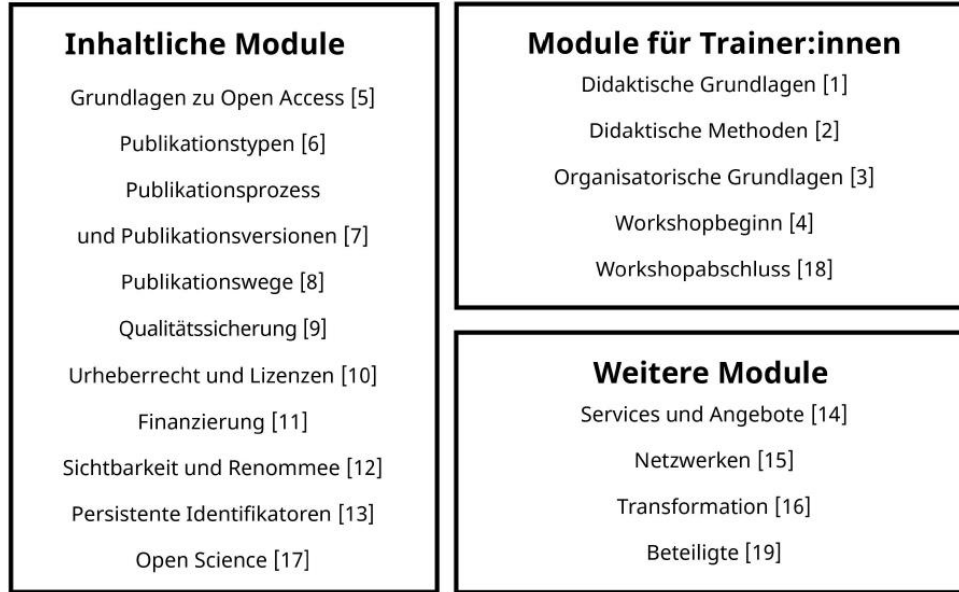 Inhaltliche Module
Grundlagen zu Open Access [5]
Publikationstypen [6]
Publikationsprozess
und Publikationsversionen [7]
Publikationswege [8]
Qualitätssicherung [9]
Urheberrecht und Lizenzen [10]
Finanzierung [11]
Sichtbarkeit und Renommee [12]
Persistente Identifikatoren [13]
Open Science [17]
Module für Trainer:innen
Didaktische Grundlagen [1]
Didaktische Methoden [2]
Organisatorische Grundlagen [3]
Workshopbeginn [4]
Workshopabschluss [18]
Weitere Module
Services und Angebote [14]
Netzwerken [15]
Transformation [16]
Beteiligte [19]